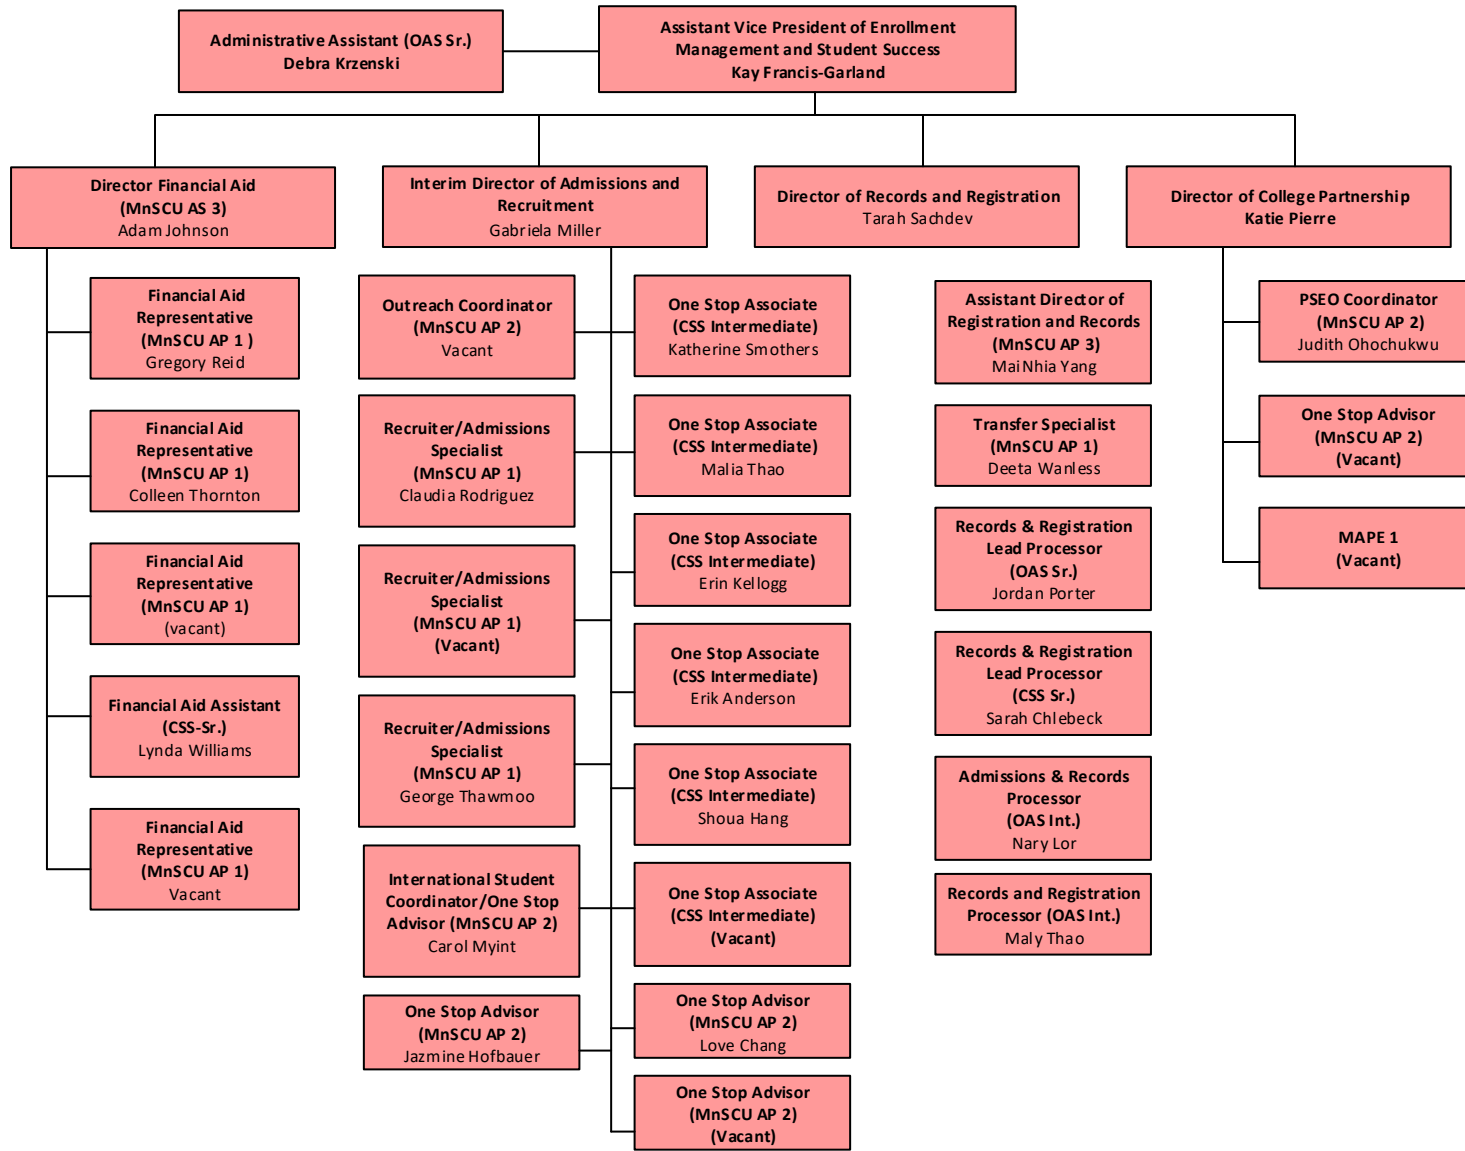 Administrative Assistant (OAS Sr.)
Debra Krzenski
Assistant Vice President of Enrollment
Management and Student Success
Kay Francis-Garland
Director Financial Aid
(MnSCU AS 3)
Adam Johnson
Interim Director of Admissions and
Recruitment
Gabriela Miller
Director of Records and Registration
Tarah Sachdev
Director of College Partnership
Katie Pierre
Financial Aid
Representative
(MnSCU AP 1 )
Gregory Reid
Financial Aid
Representative
(MnSCU AP 1)
Colleen Thornton
Financial Aid
Representative
(MnSCU AP 1)
(vacant)
Financial Aid Assistant
(CSS-Sr.)
Lynda Williams
Financial Aid
Representative
(MnSCU AP 1)
Vacant
Outreach Coordinator
(MnSCU AP 2)
Vacant
Recruiter/Admissions
Specialist
(MnSCU AP 1)
Claudia Rodriguez
Recruiter/Admissions
Specialist
(MnSCU AP 1)
(Vacant)
Recruiter/Admissions
Specialist
(MnSCU AP 1)
George Thawmoo
International Student
Coordinator/One Stop
Advisor (MnSCU AP 2)
Carol Myint
One Stop Advisor
(MnSCU AP 2)
Jazmine Hofbauer
One Stop Associate
(CSS Intermediate)
Katherine Smothers
One Stop Associate
(CSS Intermediate)
Malia Thao
One Stop Associate
(CSS Intermediate)
Erin Kellogg
One Stop Associate
(CSS Intermediate)
Erik Anderson
One Stop Associate
(CSS Intermediate)
Shoua Hang
One Stop Associate
(CSS Intermediate)
(Vacant)
One Stop Advisor
(MnSCU AP 2)
Love Chang
One Stop Advisor
(MnSCU AP 2)
(Vacant)
Assistant Director of
Registration and Records
(MnSCU AP 3)
MaiNhia Yang
Transfer Specialist
(MnSCU AP 1)
Deeta Wanless
Records & Registration
Lead Processor
(OAS Sr.)
Jordan Porter
Records & Registration
Lead Processor
(CSS Sr.)
Sarah Chlebeck
Admissions & Records
Processor
(OAS Int.)
Nary Lor
Records and Registration
Processor (OAS Int.)
Maly Thao
PSEO Coordinator
(MnSCU AP 2)
Judith Ohochukwu
One Stop Advisor
(MnSCU AP 2)
(Vacant)
MAPE 1
(Vacant)